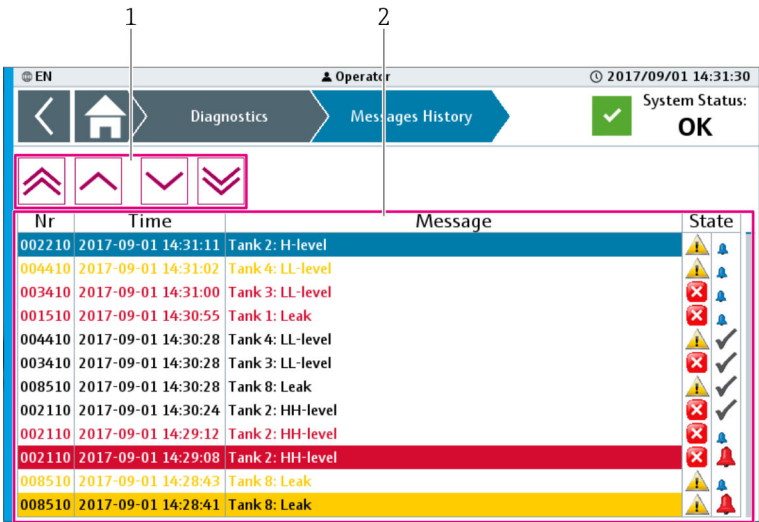 1 2
EN Operator 2017/09/01 14:31:30
Diagnostics Messages History System Status:
OK
Nr Time Message State
002210 2017-09-01 14:31:11 Tank 2: H-level
004410 2017-09-01 14:31:02 Tank 4: LL-level
003410 2017-09-01 14:31:00 Tank 3: LL-level
001510 2017-09-01 14:30:55 Tank 1: Leak
004410 2017-09-01 14:30:28 Tank 4: LL-level
003410 2017-09-01 14:30:28 Tank 3: LL-level
008510 2017-09-01 14:30:28 Tank 8: Leak
002110 2017-09-01 14:30:24 Tank 2: HH-level
002110 2017-09-01 14:29:12 Tank 2: HH-level
002110 2017-09-01 14:29:08 Tank 2: HH-level
008510 2017-09-01 14:28:43 Tank 8: Leak
008510 2017-09-01 14:28:41 Tank 8: Leak